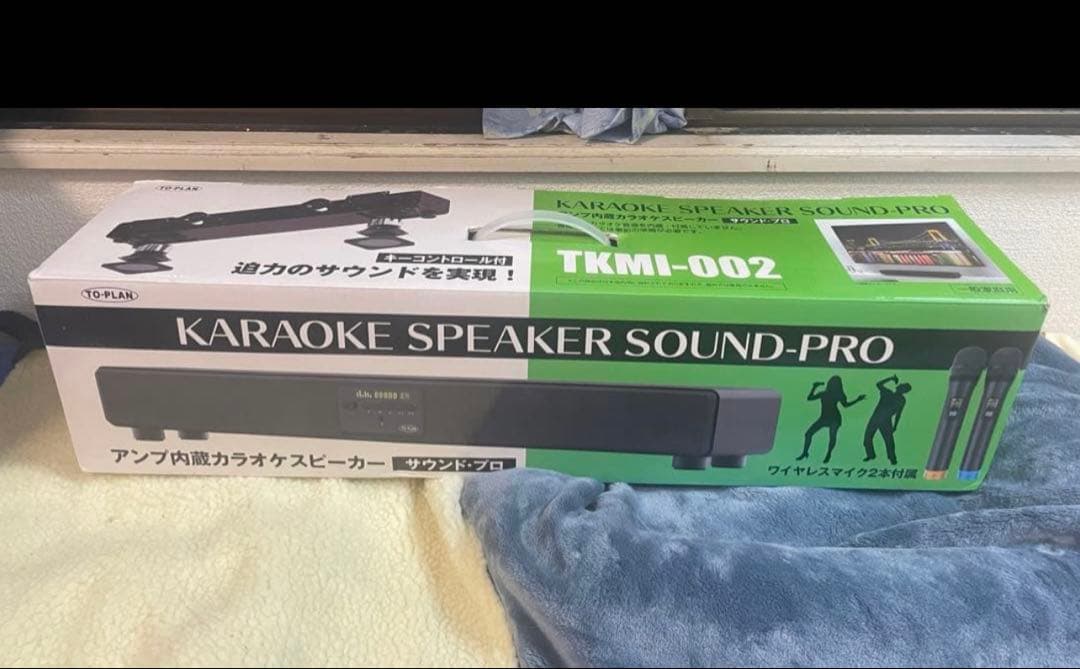 TO-PLAN
キーコントロール付
迫力のサウンドを実現!
KARAOKE SPEAKER SOUND-PRO
アンプ内蔵カラオケスピーカー サウンド・プロ
TKMI-002
一般家庭用
TO-PLAN
KARAOKE SPEAKER SOUND-PRO
アンプ内蔵カラオケスピーカー サウンド・プロ
ワイヤレスマイク2本付属